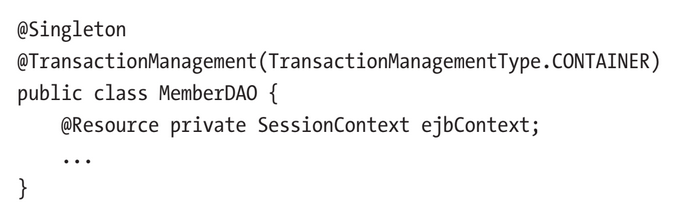 @Singleton
@TransactionManagement(TransactionManagementType.CONTAINER)
public class MemberDAO {
    @Resource private SessionContext ejbContext;
    ...
}